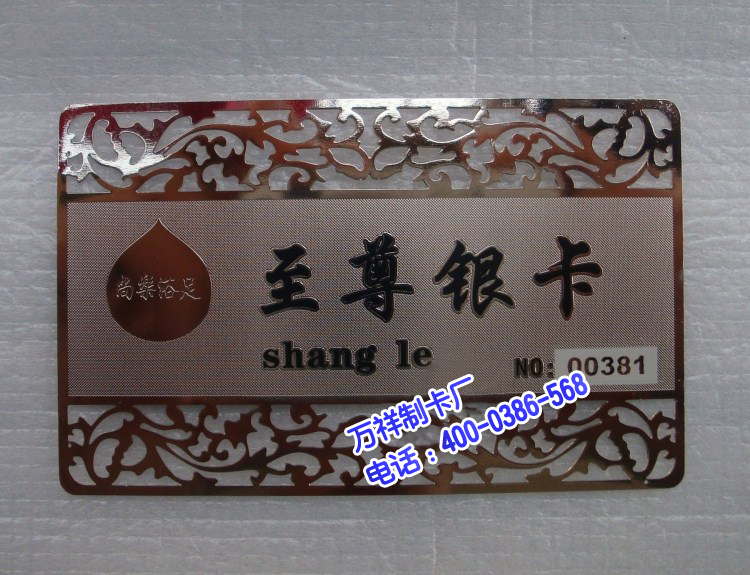 至尊银卡
尚樂浴足
shang le
NO: 00381
万祥制卡厂
电话：400-0386-568